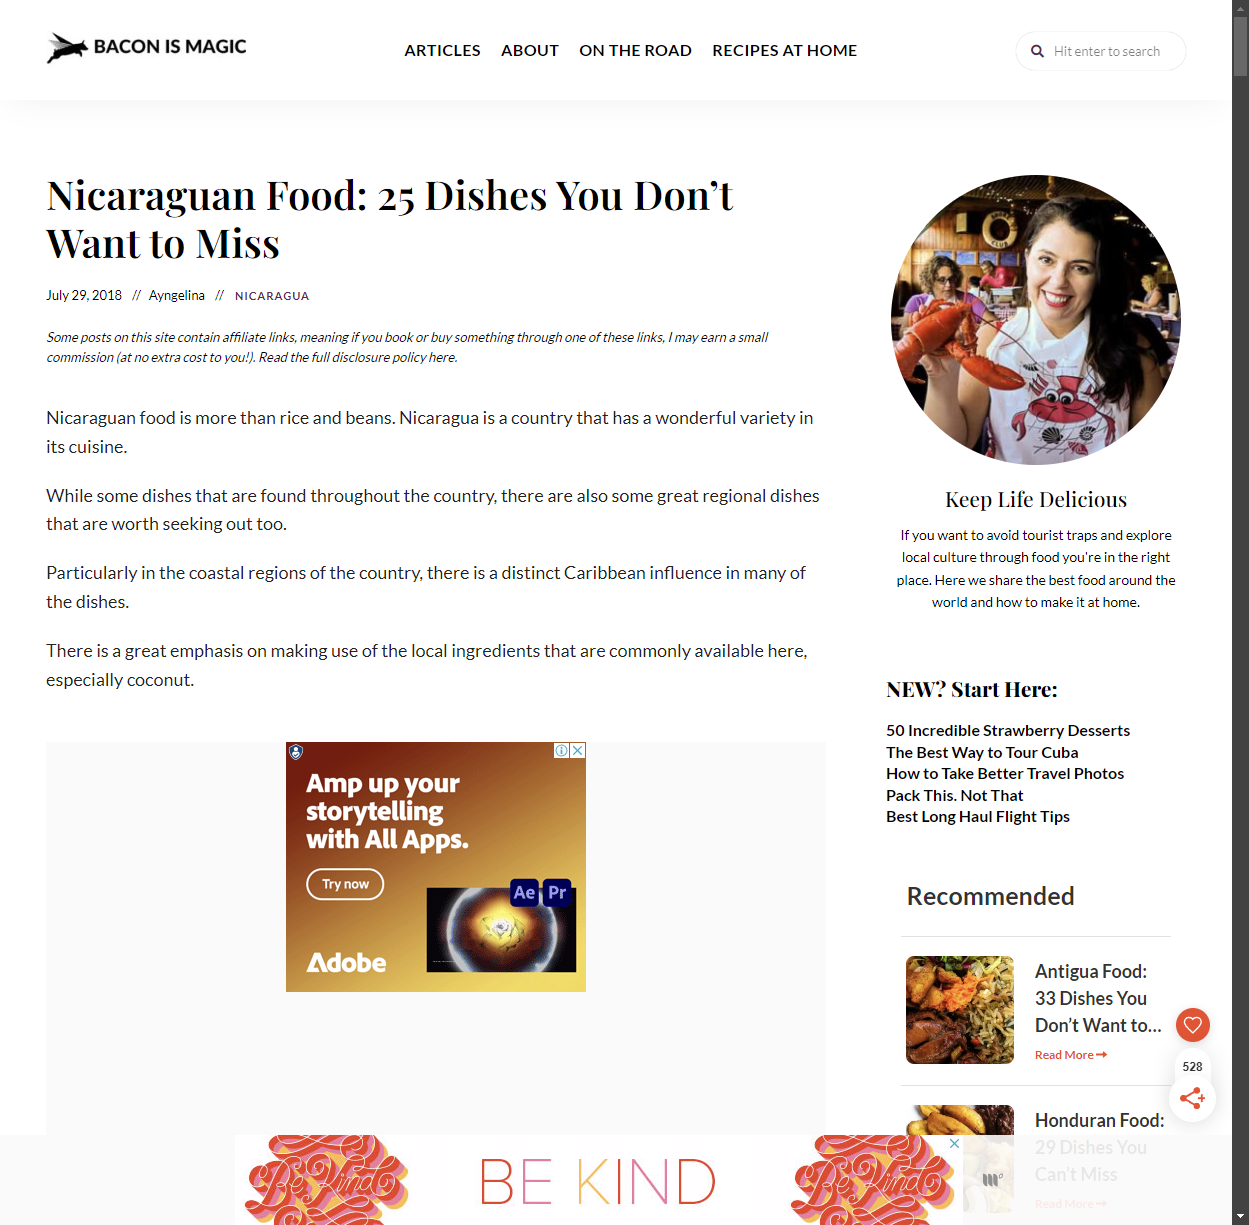 BACON IS MAGIC
ARTICLES ABOUT ON THE ROAD RECIPES AT HOME
Hit enter to search
Nicaraguan Food: 25 Dishes You Don’t
Want to Miss
July 29, 2018 // Ayngelina // NICARAGUA
Some posts on this site contain affiliate links, meaning if you book or buy something through one of these links, I may earn a small
commission (at no extra cost to you!). Read the full disclosure policy here.
Nicaraguan food is more than rice and beans. Nicaragua is a country that has a wonderful variety in
its cuisine.
While some dishes that are found throughout the country, there are also some great regional dishes
that are worth seeking out too.
Particularly in the coastal regions of the country, there is a distinct Caribbean influence in many of
the dishes.
There is a great emphasis on making use of the local ingredients that are commonly available here,
especially coconut.
Amp up your
storytelling
with All Apps.
Try now
Ae Pr
Adobe
Keep Life Delicious
If you want to avoid tourist traps and explore
local culture through food you're in the right
place. Here we share the best food around the
world and how to make it at home.
NEW? Start Here:
50 Incredible Strawberry Desserts
The Best Way to Tour Cuba
How to Take Better Travel Photos
Pack This. Not That
Best Long Haul Flight Tips
Recommended
Antigua Food:
33 Dishes You
Don’t Want to…
Read More
528
Honduran Food:
29 Dishes You
Can’t Miss
Read More
Be Kind
BE KIND
Be Kind